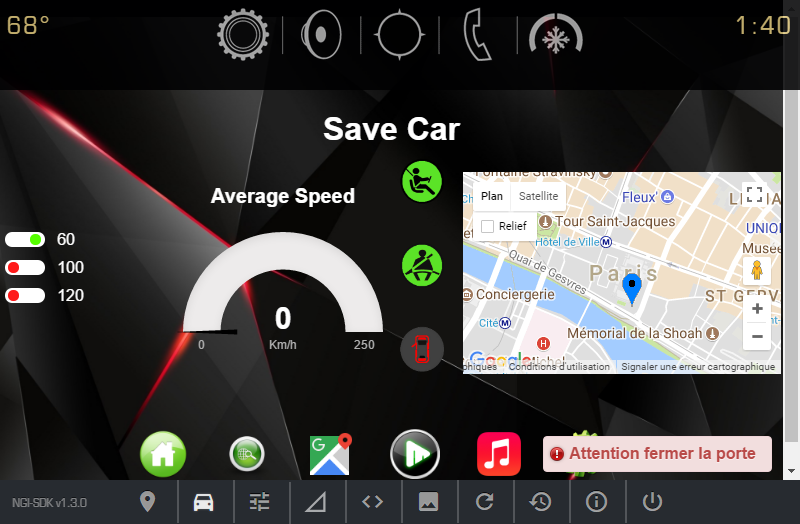 68°
1:40
Save Car
Average Speed
60
100
120
0
Km/h
0
250
Fontaine Stravinsky
Plan
Satellite
Relief
Fleux'
Tour Saint-Jacques
Hôtel de Ville
M
UNIO
Musée
Quai de Gesvres
Paris
Conciergerie
ST GERV
Cité
M
Mémorial de la Shoah
H
Google
Conditions d'utilisation
Signaler une erreur cartographique
G
Attention fermer la porte
NGI-SDK v1.3.0